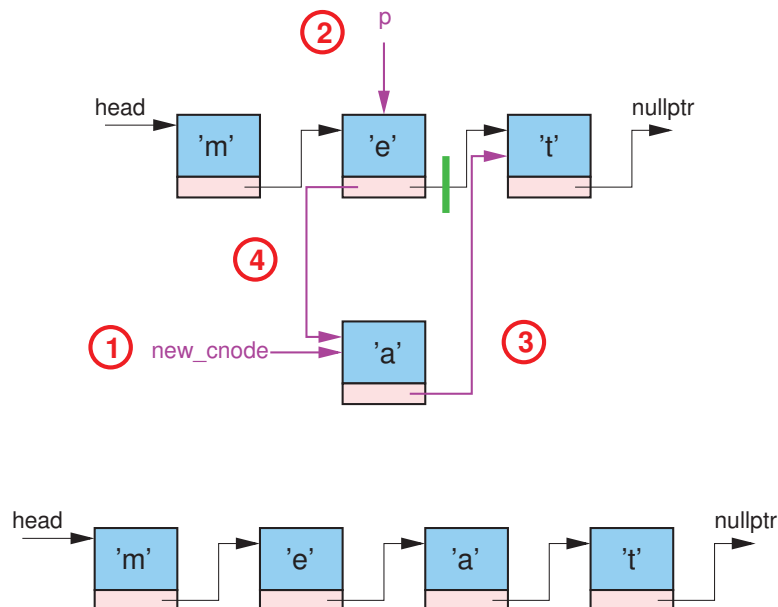 2 p
head nullptr
'm' 'e' 't'
4
1 new_cnode 'a' 3
head nullptr
'm' 'e' 'a' 't'